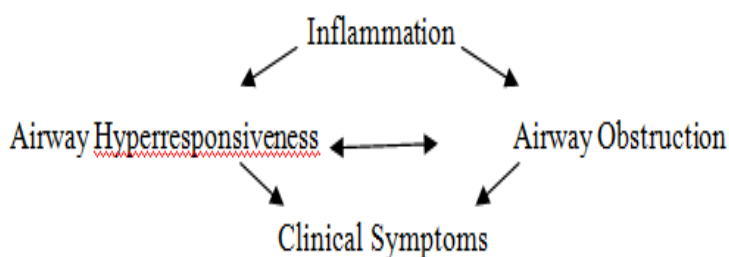 Inflammation
Airway Hyperresponsiveness Airway Obstruction
Clinical Symptoms